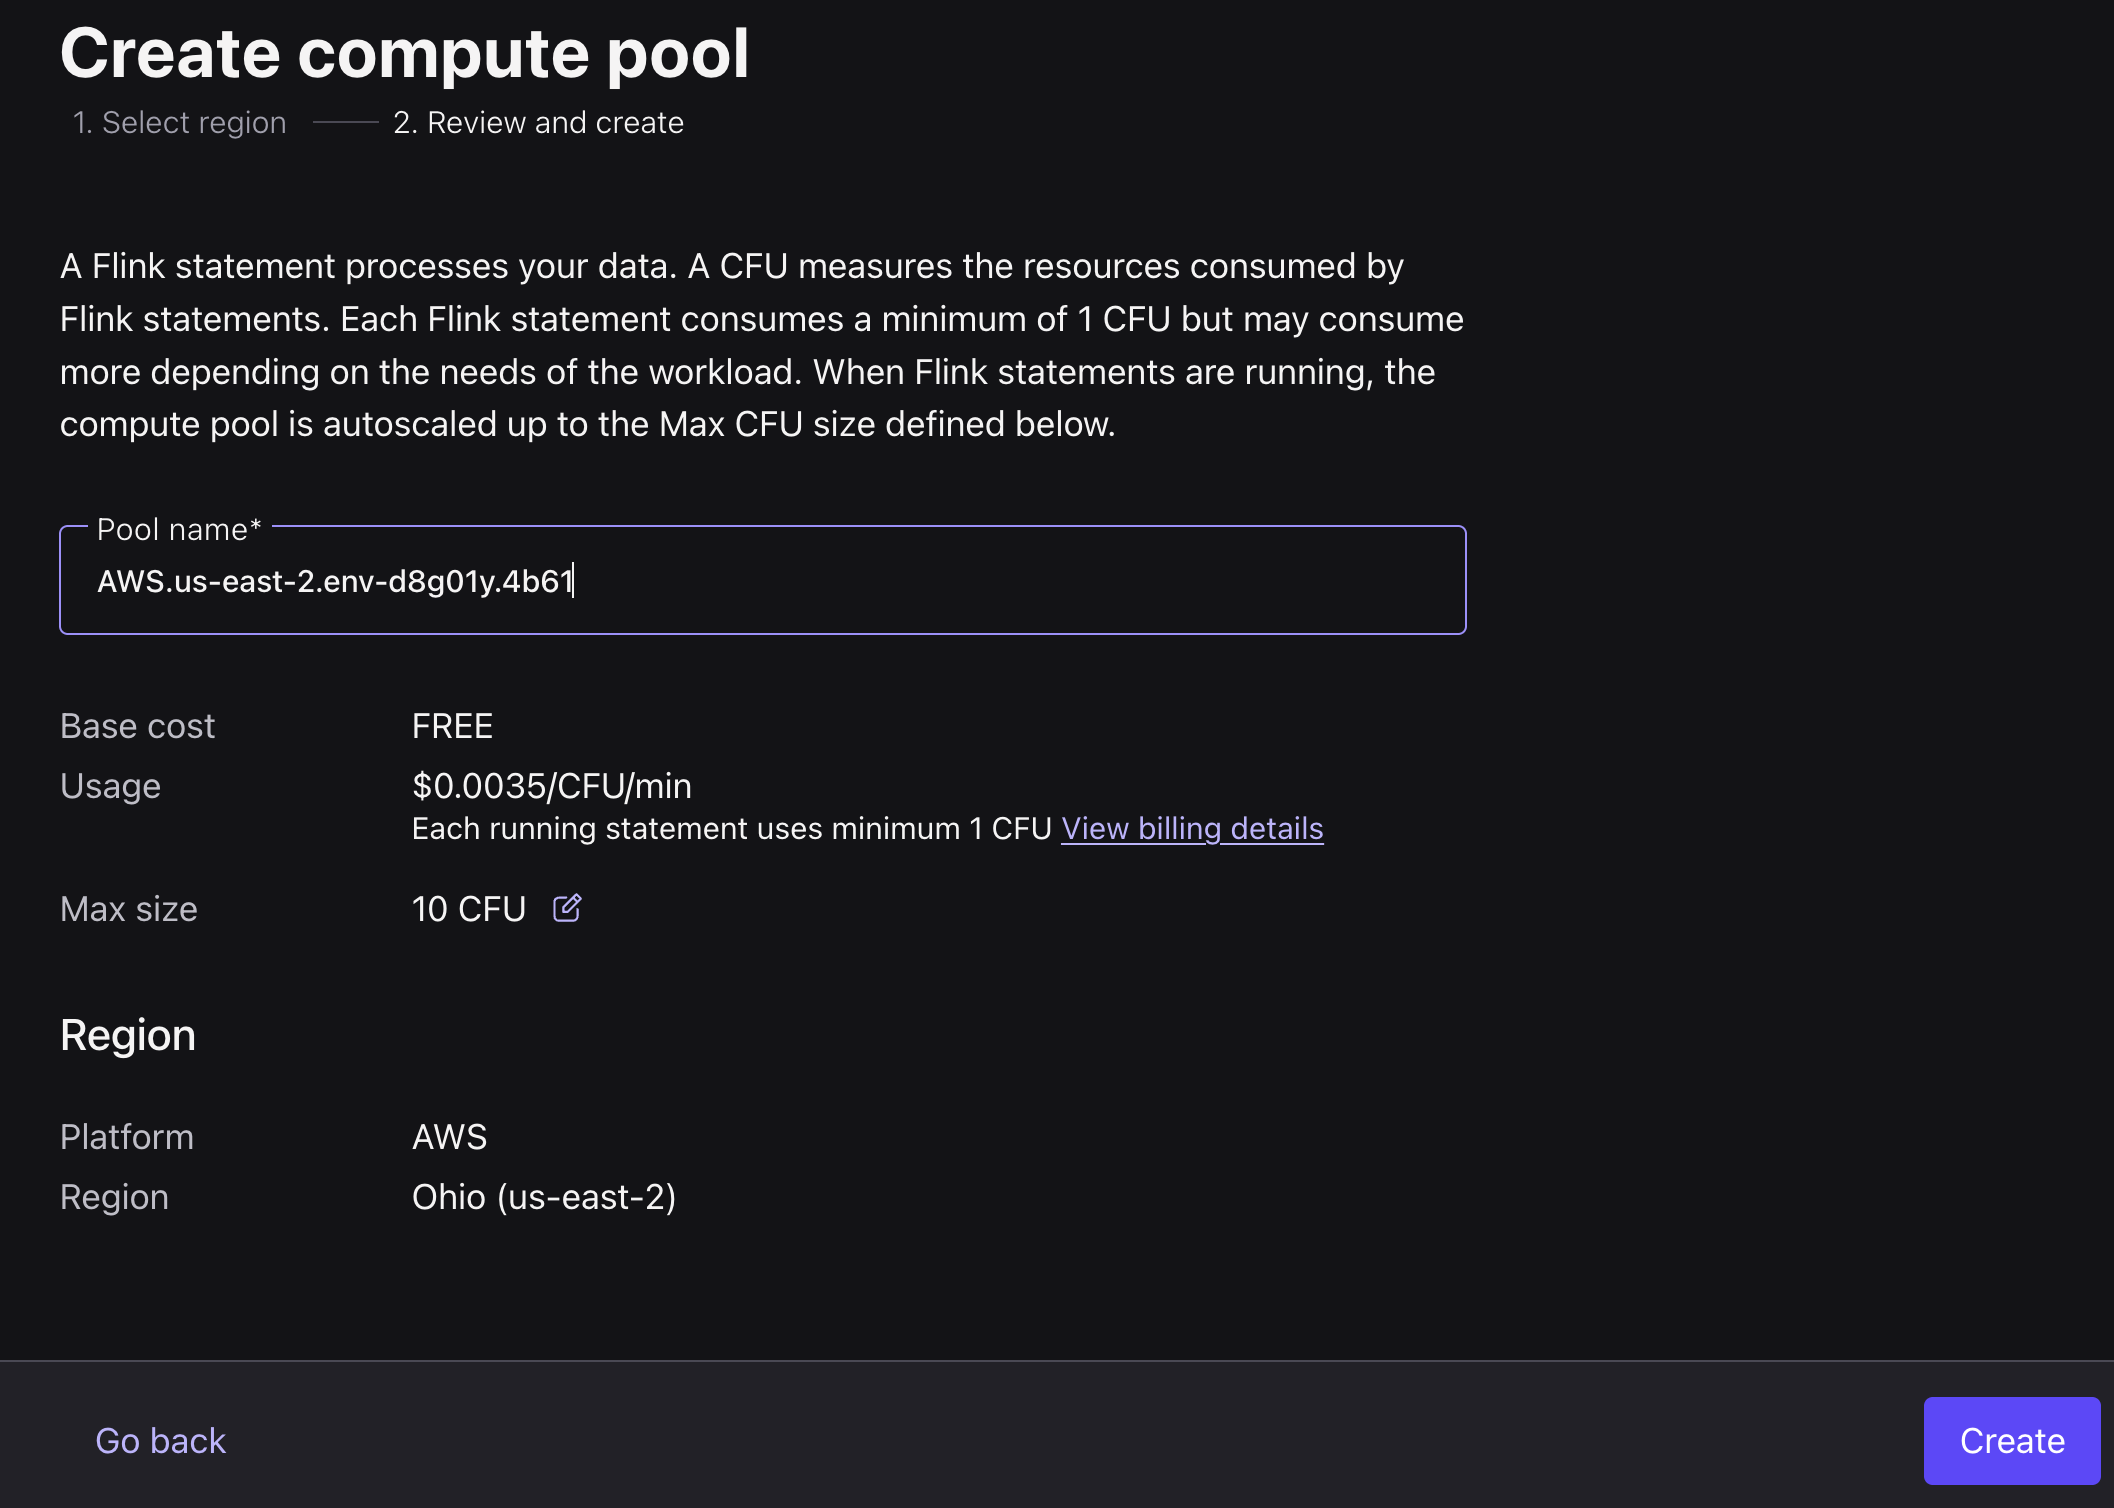 Create compute pool
1. Select region 2. Review and create
A Flink statement processes your data. A CFU measures the resources consumed by
Flink statements. Each Flink statement consumes a minimum of 1 CFU but may consume
more depending on the needs of the workload. When Flink statements are running, the
compute pool is autoscaled up to the Max CFU size defined below.
Pool name*
AWS.us-east-2.env-d8g01y.4b61
Base cost FREE
Usage $0.0035/CFU/min
Each running statement uses minimum 1 CFU View billing details
Max size 10 CFU
Region
Platform AWS
Region Ohio (us-east-2)
Go back Create